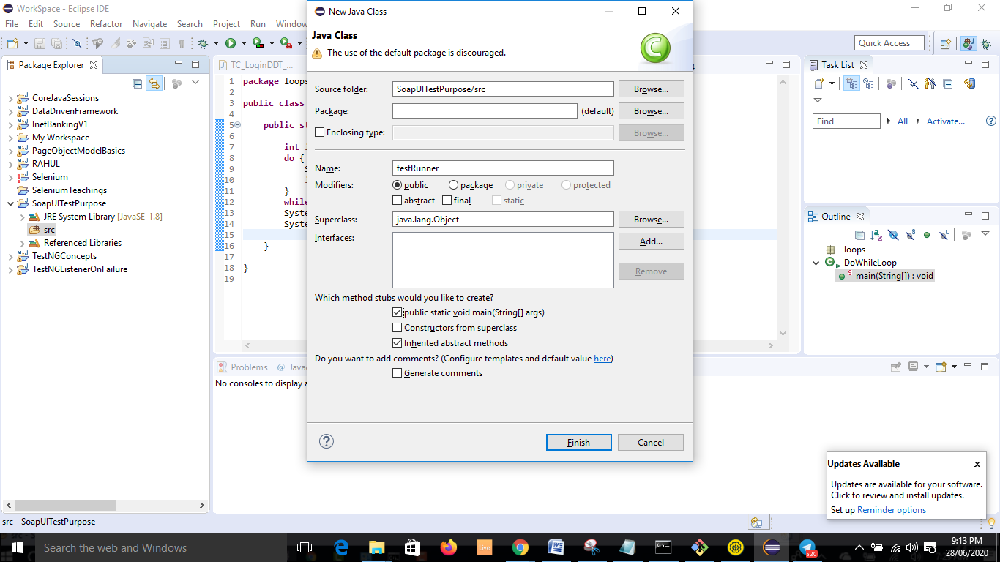 WorkSpace - Eclipse IDE
File Edit Source Refactor Navigate Search Project Run Window
Quick Access
Package Explorer
CoreJavaSessions
DataDrivenFramework
InetBankingV1
My Workspace
PageObjectModelBasics
RAHUL
Selenium
SeleniumTeachings
SoapUITestPurpose
JRE System Library [JavaSE-1.8]
src
Referenced Libraries
TestNGConcepts
TestNGListenerOnFailure
TC_LoginDDT_...
1 package loops
2
3 public class
4
5 public st
6
7 int i
8 do {
9 S
10 i
11 }
12 while
13 System
14 System
15
16 }
17
18 }
19
New Java Class
Java Class
The use of the default package is discouraged.
Source folder: SoapUITestPurpose/src Browse...
Package: (default) Browse...
Enclosing type: Browse...
Name: testRunner
Modifiers: public package private protected
abstract final static
Superclass: java.lang.Object Browse...
Interfaces: Add...
Remove
Which method stubs would you like to create?
public static void main(String[] args)
Constructors from superclass
Inherited abstract methods
Do you want to add comments? (Configure templates and default value here)
Generate comments
Finish Cancel
Task List
Find All Activate...
Outline
loops
DoWhileLoop
main(String[]) : void
Problems @ Java
No consoles to display a
Updates Available x
Updates are available for your software.
Click to review and install updates.
Set up Reminder options
src - SoapUITestPurpose
Search the web and Windows
Live
520
9:13 PM
28/06/2020